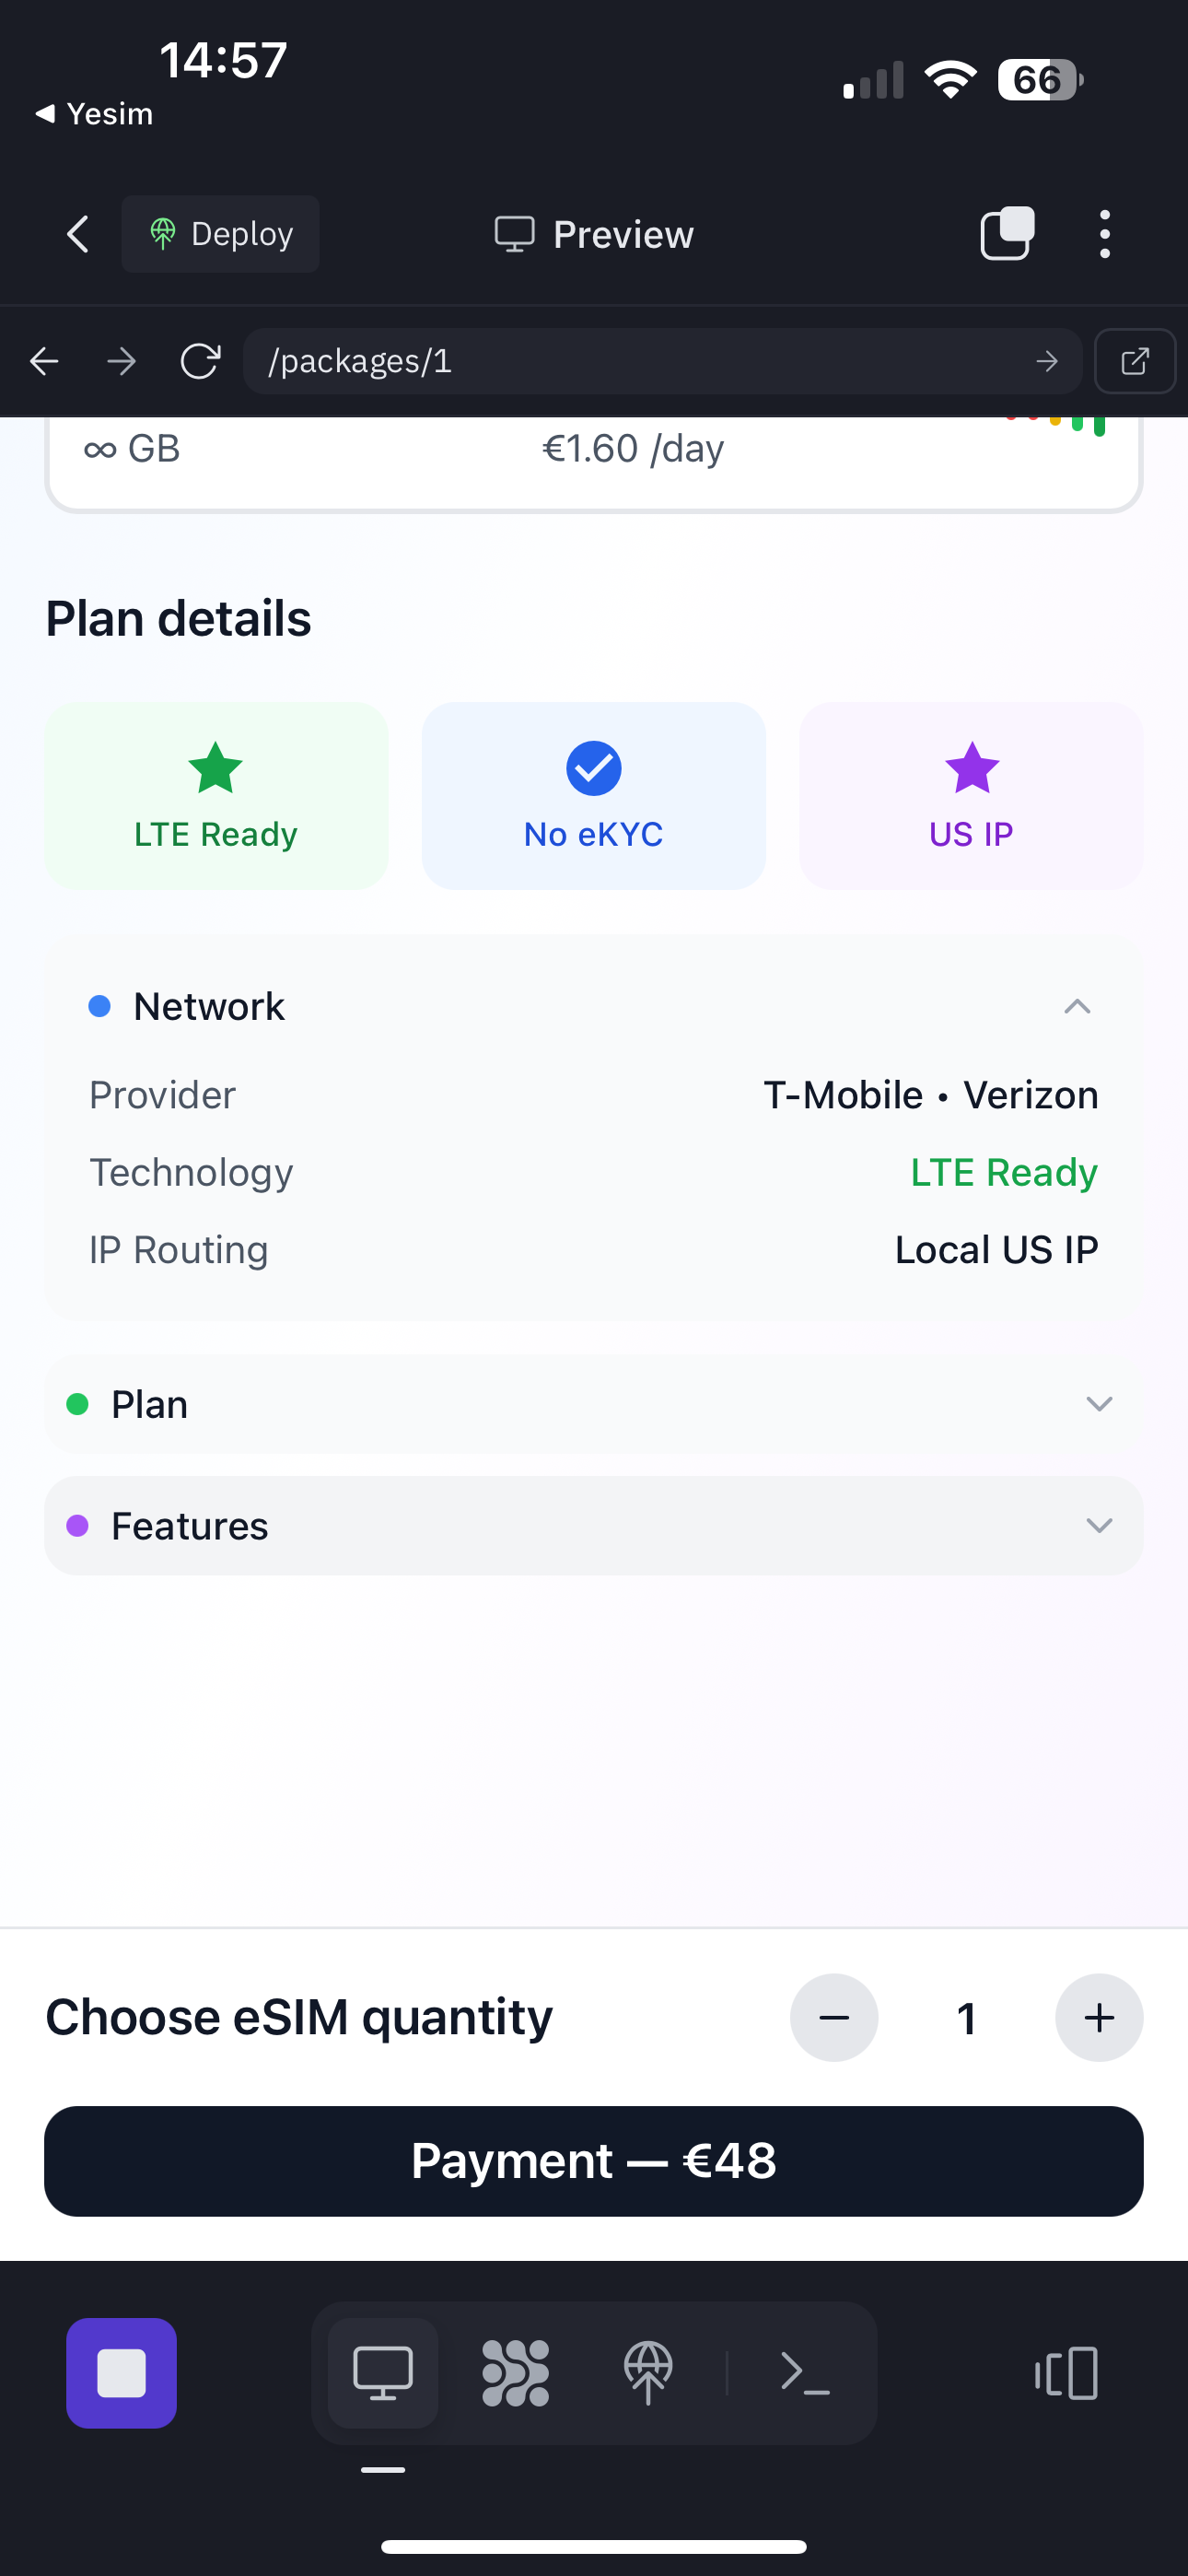 14:57
66
◀ Yesim
Deploy
Preview
/packages/1
∞ GB
€1.60 /day
Plan details
LTE Ready
No eKYC
US IP
Network
Provider
T-Mobile • Verizon
Technology
LTE Ready
IP Routing
Local US IP
Plan
Features
Choose eSIM quantity
1
Payment — €48